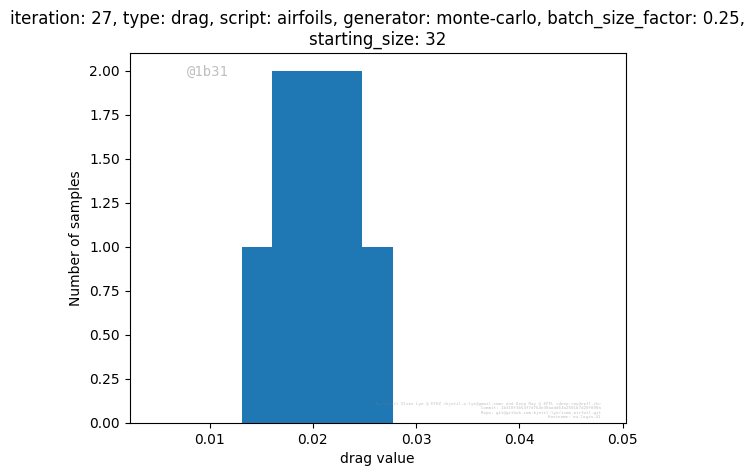 iteration: 27, type: drag, script: airfoils, generator: monte-carlo, batch_size_factor: 0.25,
starting_size: 32
@1b31
2.00
1.75
1.50
1.25
1.00
0.75
0.50
0.25
0.00
Number of samples
0.01
0.02
0.03
0.04
0.05
drag value